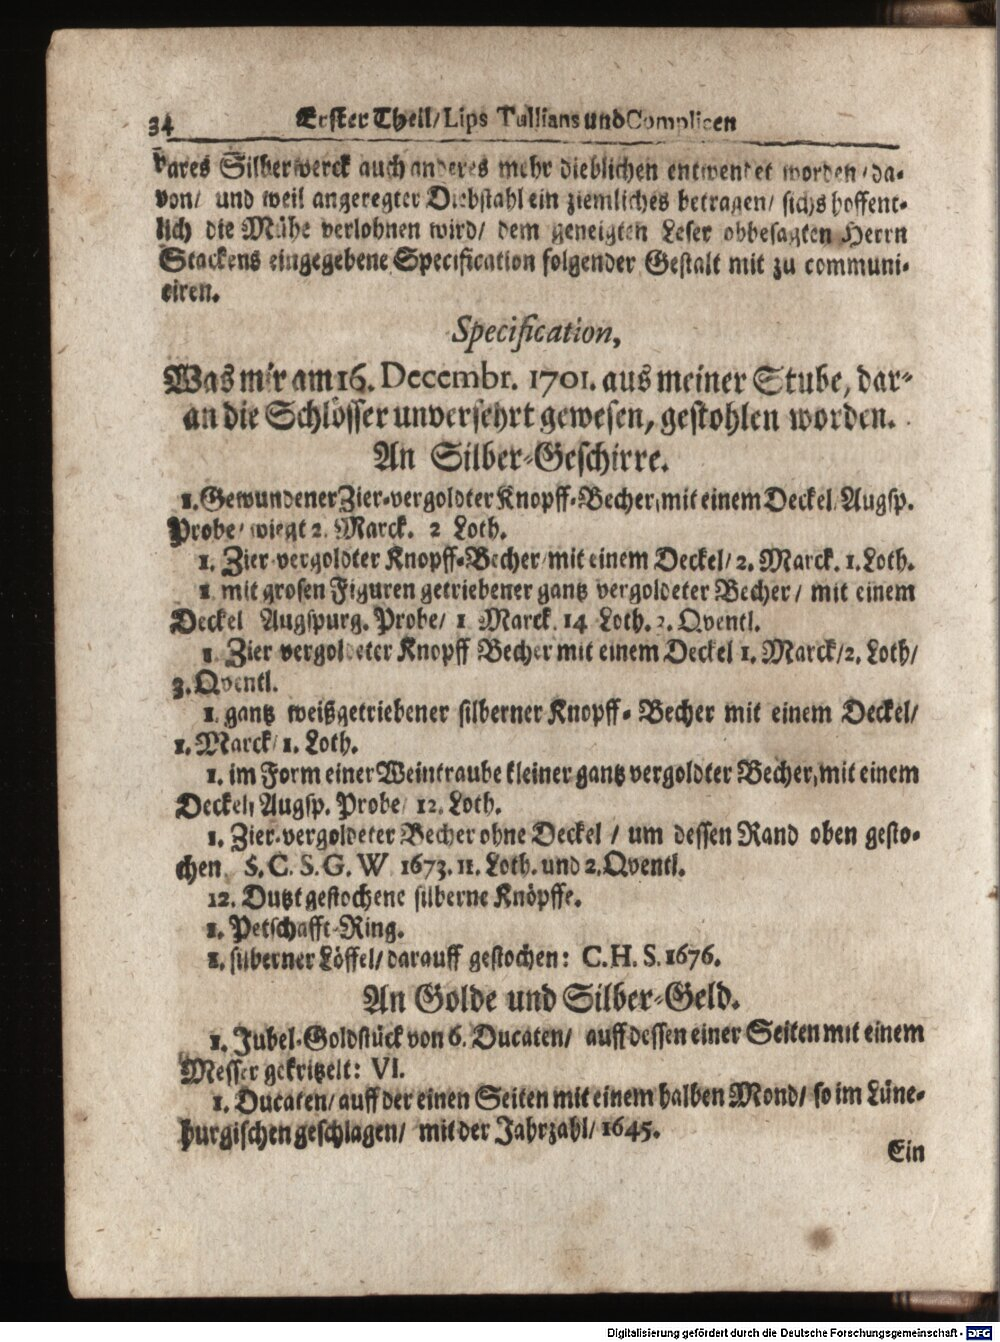 34 Erster Theil/ Lips Tullians und Complicen
bares Silberwerck auch anderes mehr dieblichen entwendet worden/ da-
von/ und weil angeregter Diebstahl ein ziemliches betragen/ sichs hoffent-
lich die Mühe verlohnen wird/ dem geneigten Leser obbesagten Herrn
Stackens eingegebene Specification folgender Gestalt mit zu communi-
ciren.
Specification,
Was mir am 16. Decembr. 1701. aus meiner Stube, dar-
an die Schlösser unversehrt gewesen, gestohlen worden.
An Silber-Geschirre.
1. Gewundener Zier-vergoldter Knopff-Becher, mit einem Deckel/ Augsp.
Probe/ wiegt 2. Marck. 2 Loth.
1. Zier-vergoldter Knopff-Becher/ mit einem Deckel/ 2. Marck. 1. Loth.
1 mit grosen Figuren getriebener gantz vergoldeter Becher/ mit einem
Deckel Augspurg. Probe/ 1 Marck. 14 Loth. 2. Qventl.
1. Zier vergoldeter Knopff Becher mit einem Deckel 1. Marck/ 2. Loth/
3. Qventl.
1. gantz weißgetriebener silberner Knopff-Becher mit einem Deckel/
1. Marck/ 1. Loth.
1. im Form einer Weintraube kleiner gantz vergoldter Becher, mit einem
Deckel, Augsp. Probe/ 12. Loth.
1. Zier-vergoldeter Becher ohne Deckel / um dessen Rand oben gesto-
chen. S. C. S. G. W 1673. 11. Loth. und 2. Qventl.
12. Dutzt gestochene silberne Knöpffe.
1. Petschafft-Ring.
1. silberner Löffel/ darauff gestochen: C. H. S. 1676.
An Golde und Silber-Geld.
1. Jubel-Goldstück von 6. Ducaten/ auff dessen einer Seiten mit einem
Messer gekritzelt: VI.
1. Ducaten/ auff der einen Seiten mit einem halben Mond/ so im Lüne-
burgischen geschlagen/ mit der Jahrzahl/ 1645.
Ein
Digitalisierung gefördert durch die Deutsche Forschungsgemeinschaft - DFG